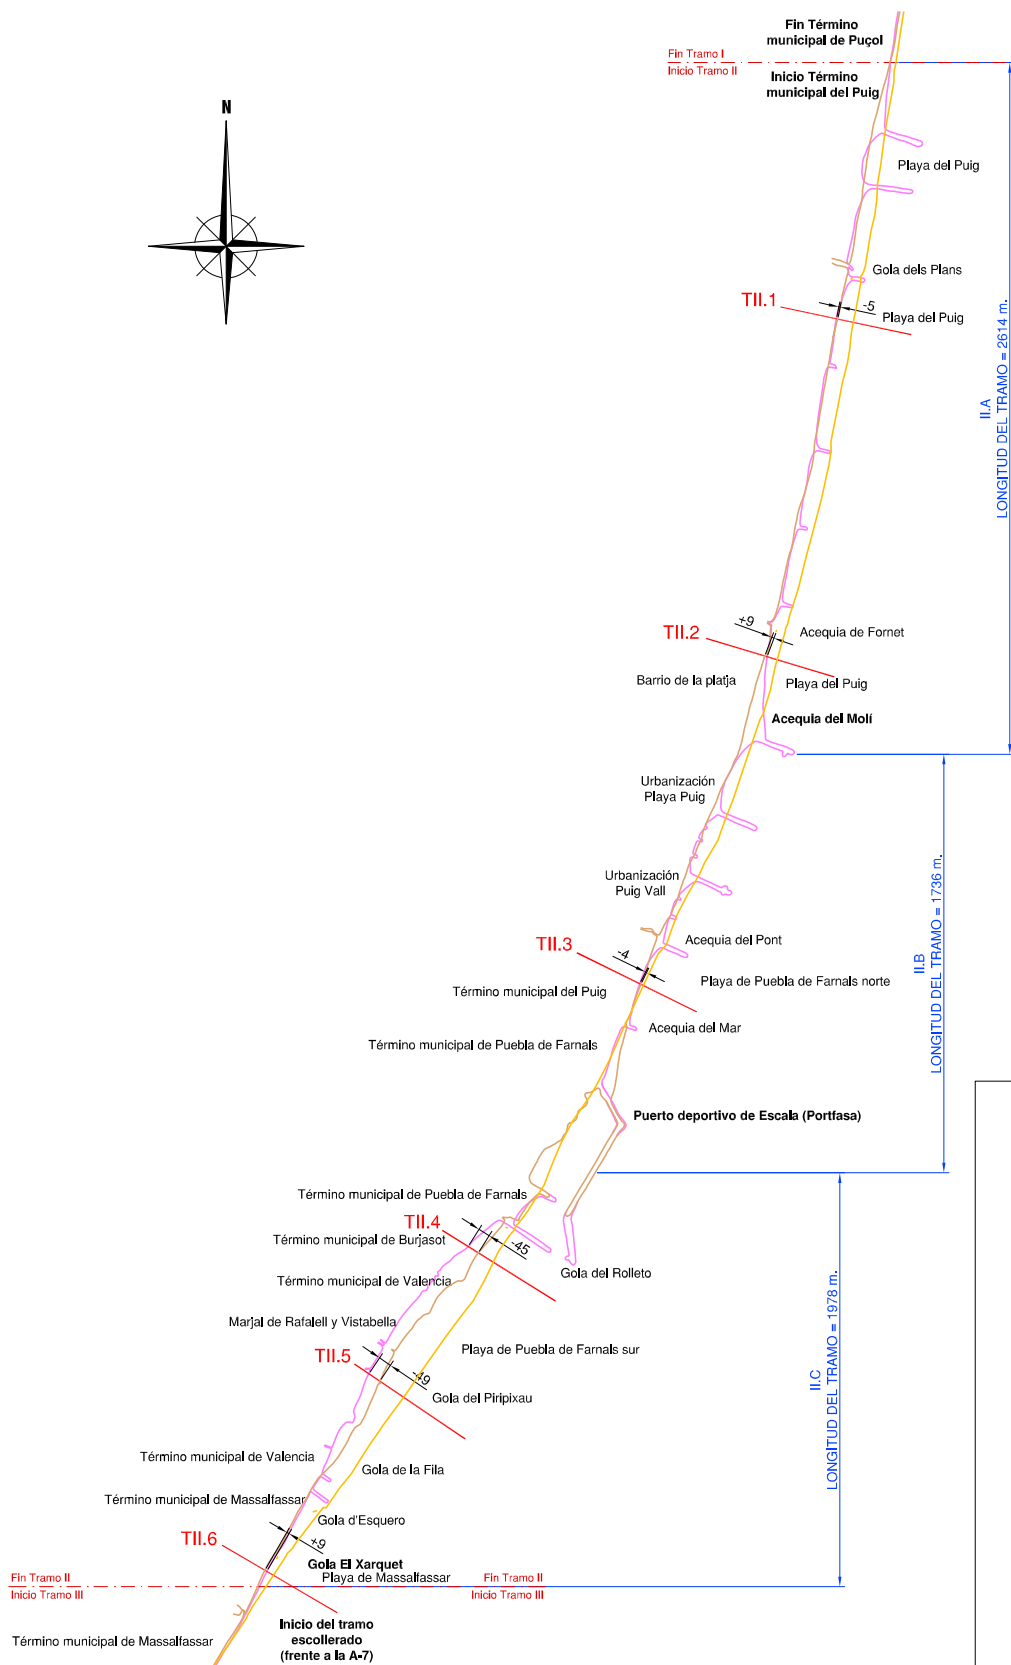 Fin Término
municipal de Puçol
Fin Tramo I
Inicio Tramo II
Inicio Término
municipal del Puig
N
Playa del Puig
Gola dels Plans
TII.1
-5
Playa del Puig
II.A
LONGITUD DEL TRAMO = 2614 m.
+9
TII.2
Acequia de Fornet
Barrio de la platja
Playa del Puig
Acequia del Molí
Urbanización
Playa Puig
Urbanización
Puig Vall
II.B
LONGITUD DEL TRAMO = 1736 m.
TII.3
-4
Acequia del Pont
Playa de Puebla de Farnals norte
Término municipal del Puig
Acequia del Mar
Término municipal de Puebla de Farnals
Puerto deportivo de Escala (Portfasa)
Término municipal de Puebla de Farnals
TII.4
-45
Término municipal de Burjasot
Gola del Rolleto
Término municipal de Valencia
Marjal de Rafalell y Vistabella
Playa de Puebla de Farnals sur
TII.5
-49
Gola del Piripixau
II.C
LONGITUD DEL TRAMO = 1978 m.
Término municipal de Valencia
Gola de la Fila
Término municipal de Massalfassar
Gola d'Esquero
TII.6
+9
Gola El Xarquet
Playa de Massalfassar
Fin Tramo II
Inicio Tramo III
Fin Tramo II
Inicio Tramo III
Inicio del tramo
escollerado
(frente a la A-7)
Término municipal de Massalfassar